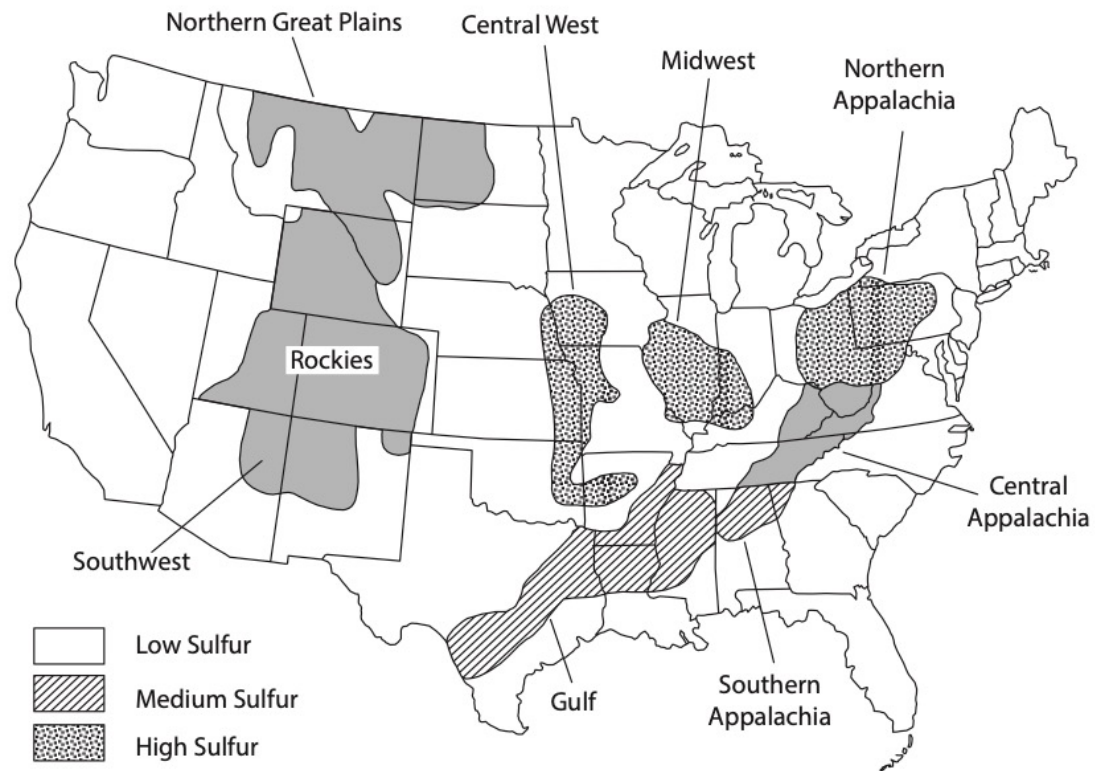 Northern Great Plains
Central West
Midwest
Northern
Appalachia
Rockies
Southwest
Central
Appalachia
Gulf
Southern
Appalachia
Low Sulfur
Medium Sulfur
High Sulfur